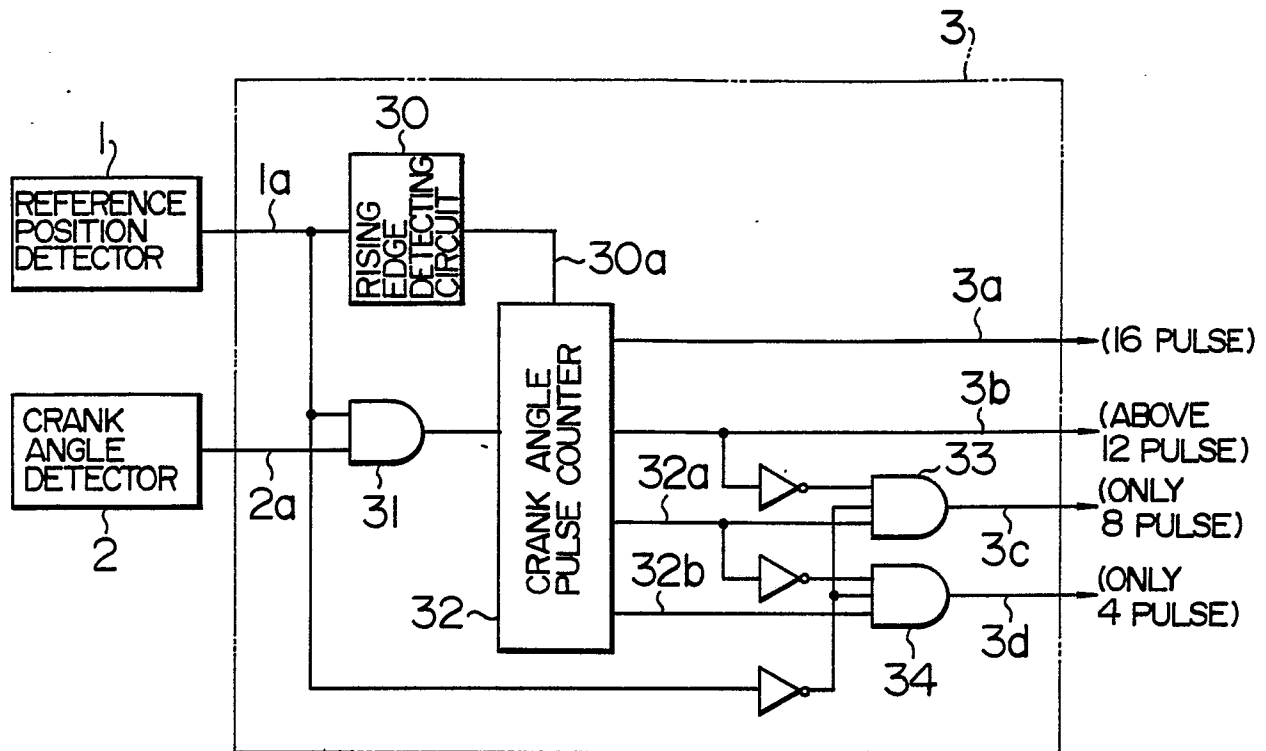 3
30
1
1a
REFERENCE
POSITION
DETECTOR
RISING
EDGE
DETECTING
CIRCUIT
30a
3a
(16 PULSE)
CRANK
ANGLE
DETECTOR
2a
2
31
CRANK ANGLE
PULSE COUNTER
32
3b
(ABOVE
12 PULSE)
32a
33
3c
(ONLY
8 PULSE)
32b
34
3d
(ONLY
4 PULSE)